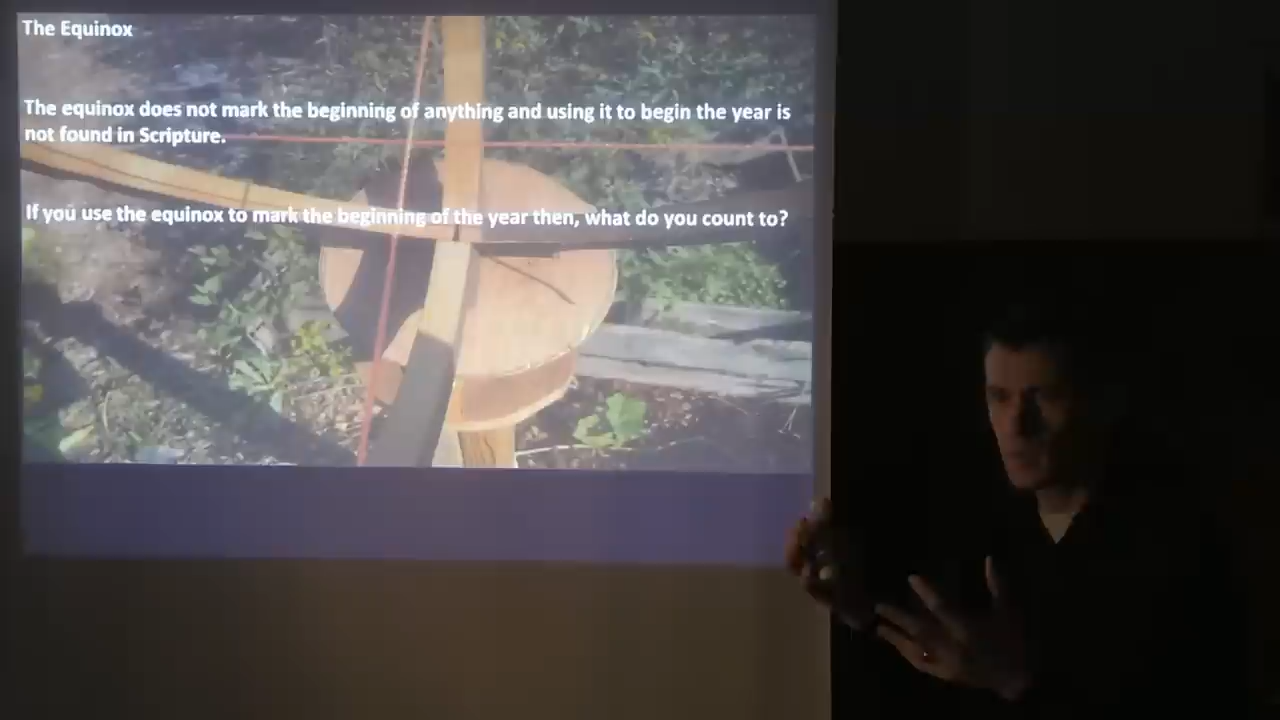 The Equinox
The equinox does not mark the beginning of anything and using it to begin the year is
not found in Scripture.
If you use the equinox to mark the beginning of the year then, what do you count to?